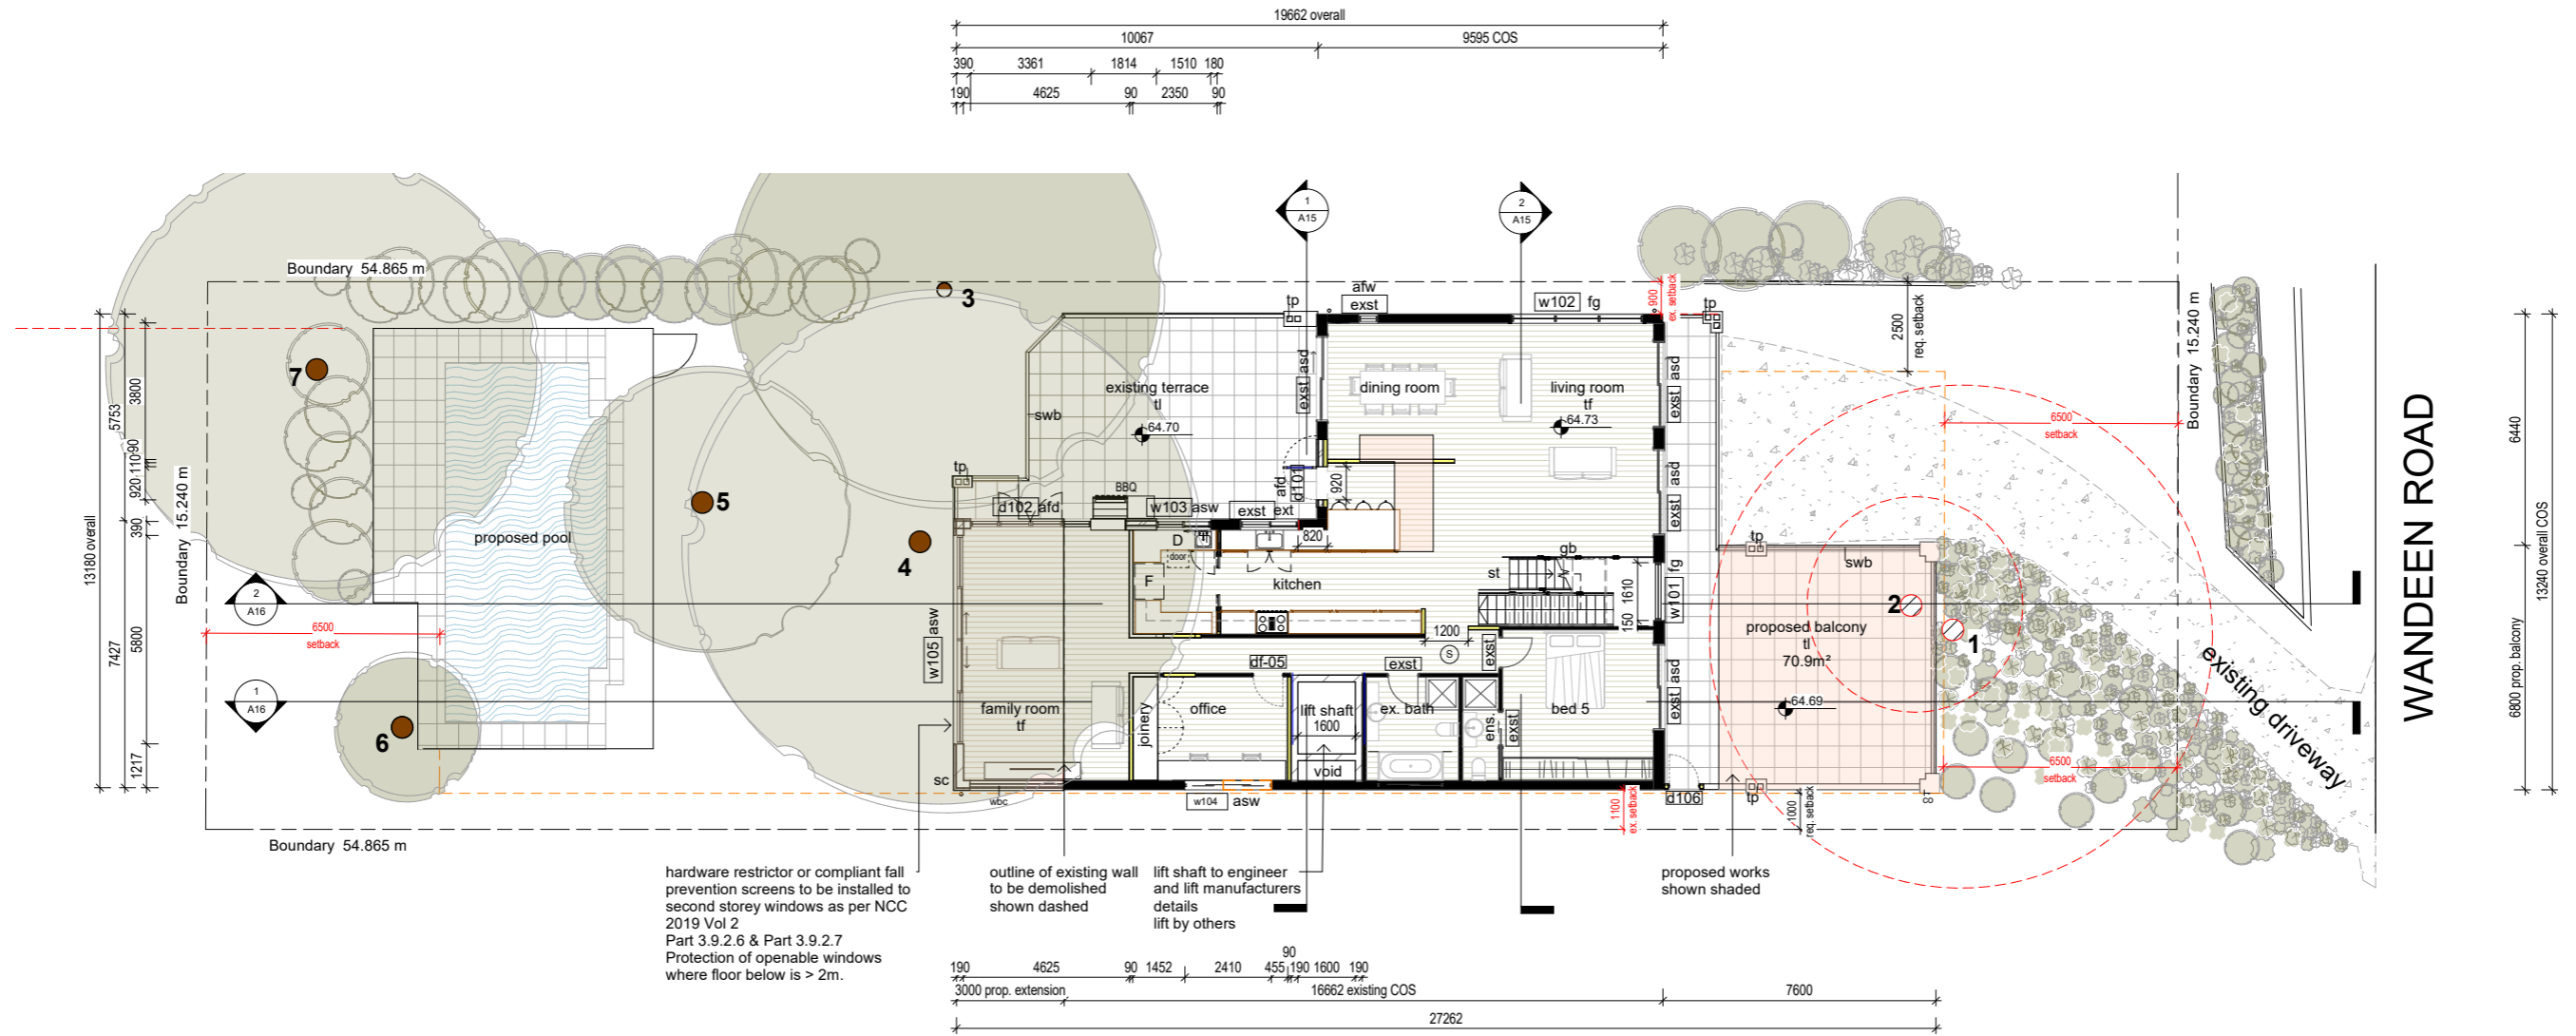 19662 overall
10067
9595 COS
390
3361
1814
1510
180
190
4625
90
2350
90
1
A15
2
A15
Boundary 54.865 m
3
7
5
4
6
proposed pool
Boundary 15.240 m
6500
setback
2
A16
1
A16
13180 overall
5753
7427
3800
90
110
920
390
5800
1217
tp
afw
exst
w102
fg
900
ex. setback
tp
2500
req. setback
Boundary 15.240 m
existing terrace
tl
64.70
swb
exst
asd
dining room
living room
tf
64.73
exst
asd
6500
setback
tp
d102
afd
BBQ
w103
asw
exst
ext
afd
d101
920
exst
asd
820
D
door
F
kitchen
gb
st
1610
150
fg
w101
tp
swb
2
1
proposed balcony
tl
70.9m²
64.69
w105
asw
family room
tf
joinery
office
df-05
lift shaft
1600
void
exst
1200
S
exst
ex. bath
ens.
exst
bed 5
exst
asd
6500
setback
sc
wbc
w104
asw
1100
ex. setback
d106
tp
1000
req. setback
existing driveway
WANDEEN ROAD
6440
6800 prop. balcony
13240 overall COS
Boundary 54.865 m
hardware restrictor or compliant fall
prevention screens to be installed to
second storey windows as per NCC
2019 Vol 2
Part 3.9.2.6 & Part 3.9.2.7
Protection of openable windows
where floor below is > 2m.
outline of existing wall
to be demolished
shown dashed
lift shaft to engineer
and lift manufacturers
details
lift by others
proposed works
shown shaded
190
4625
90
1452
2410
455
90
190
1600
190
3000 prop. extension
16662 existing COS
7600
27262